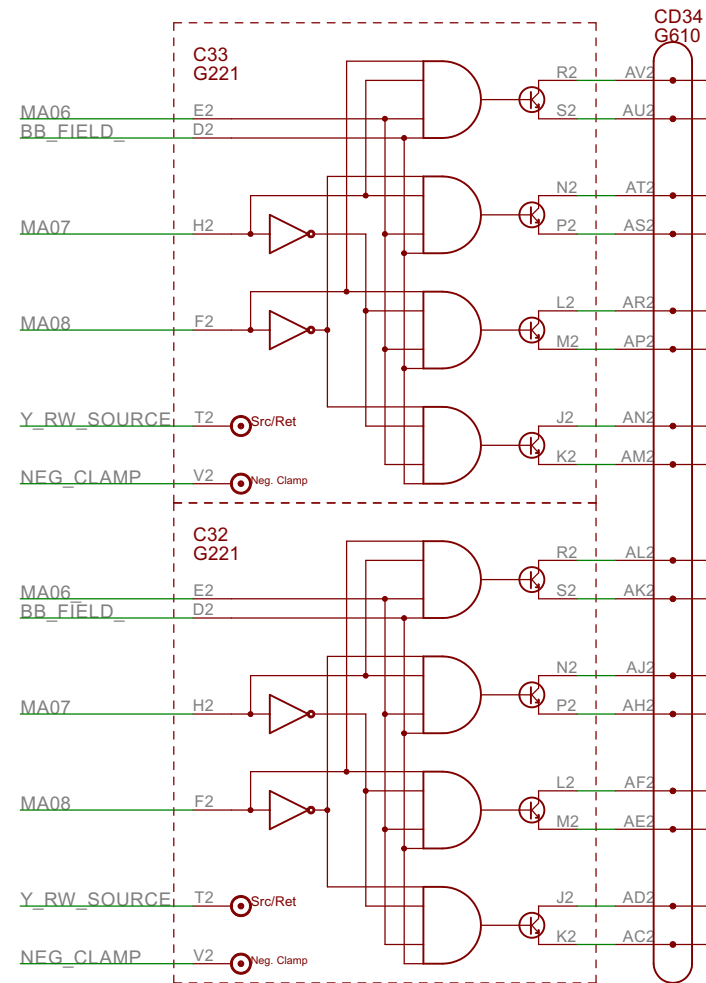 CD34
G610
C33
G221
R2 AV2
MA06 E2 S2 AU2
BB_FIELD_ D2
N2 AT2
MA07 H2 P2 AS2
L2 AR2
MA08 F2 M2 AP2
Y_RW_SOURCE T2 Src/Ret J2 AN2
K2 AM2
NEG_CLAMP V2 Neg. Clamp
C32
G221
R2 AL2
MA06_ E2 S2 AK2
BB_FIELD_ D2
N2 AJ2
MA07 H2 P2 AH2
L2 AF2
MA08 F2 M2 AE2
Y_RW_SOURCE T2 Src/Ret J2 AD2
K2 AC2
NEG_CLAMP V2 Neg. Clamp